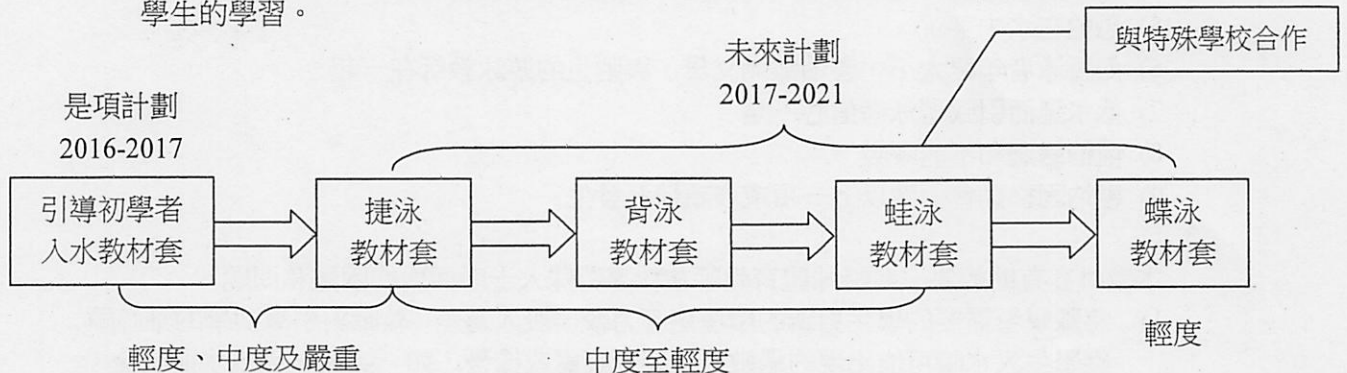 學生的學習。
與特殊學校合作
未來計劃
2017-2021
是項計劃
2016-2017
引導初學者
入水教材套
捷泳
教材套
背泳
教材套
蛙泳
教材套
蝶泳
教材套
輕度、中度及嚴重
中度至輕度
輕度